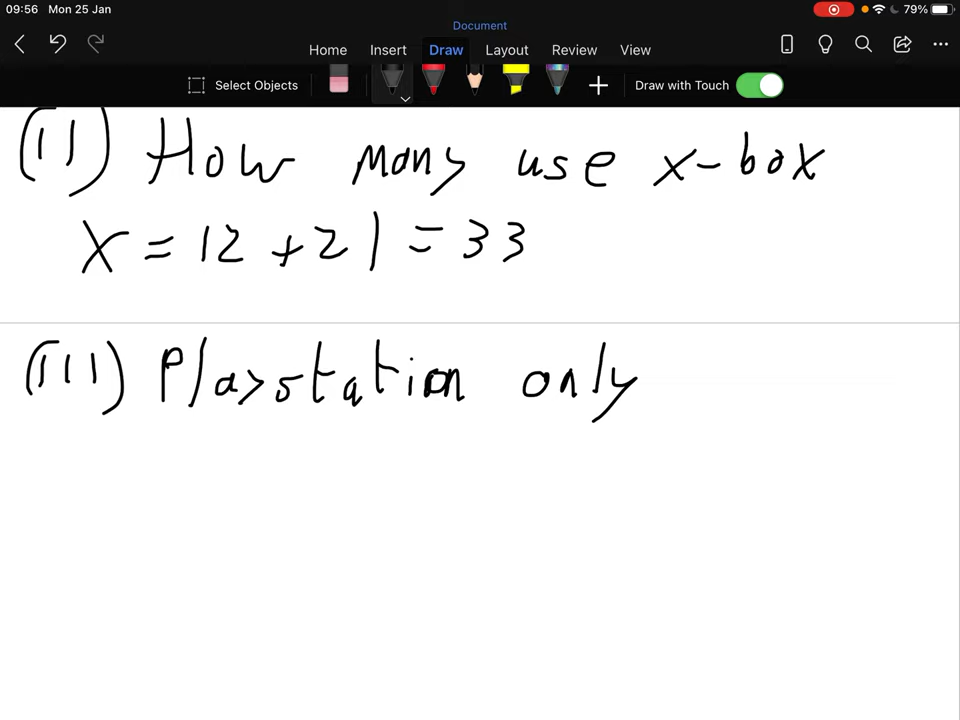 09:56 Mon 25 Jan
79%
Document
Home Insert Draw Layout Review View
Select Objects
Draw with Touch
(II) How many use x-box
X = 12 + 21 = 33
(III) Playstation only